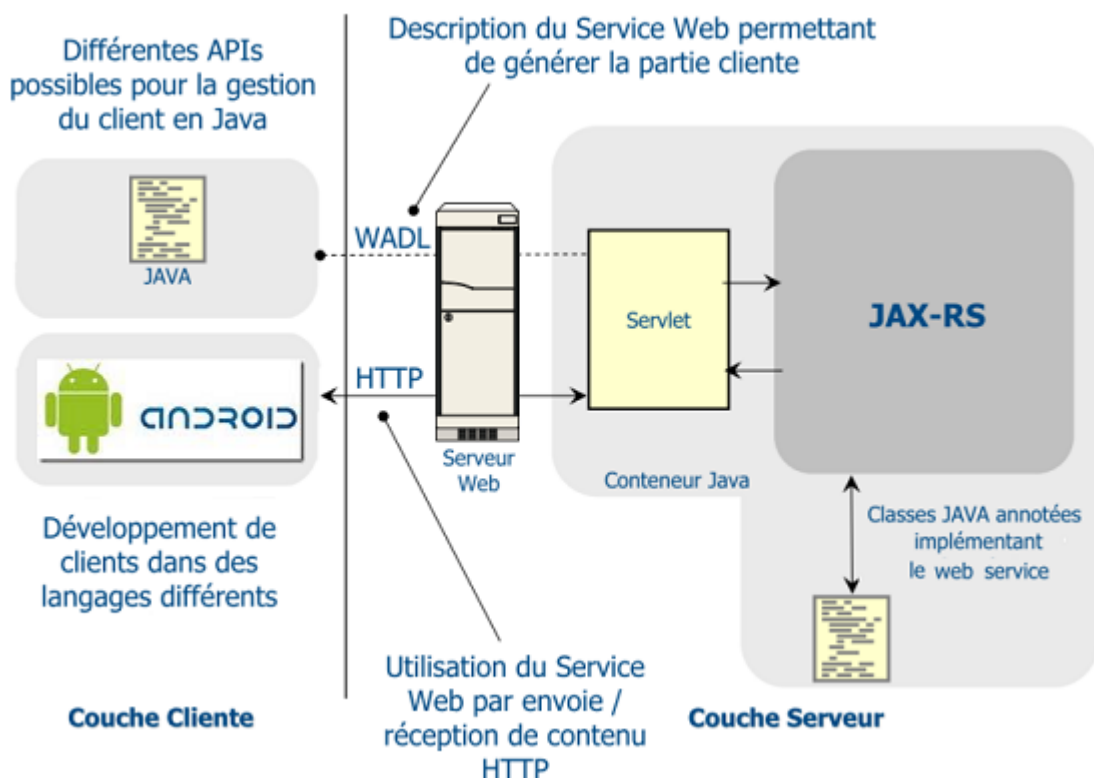 Différentes APIs
possibles pour la gestion
du client en Java
Description du Service Web permettant
de générer la partie cliente
JAVA
WADL
Servlet
JAX-RS
ANDROID
HTTP
Serveur
Web
Conteneur Java
Classes JAVA annotées
implémentant
le web service
Développement de
clients dans des
langages différents
Utilisation du Service
Web par envoie /
réception de contenu
HTTP
Couche Cliente
Couche Serveur